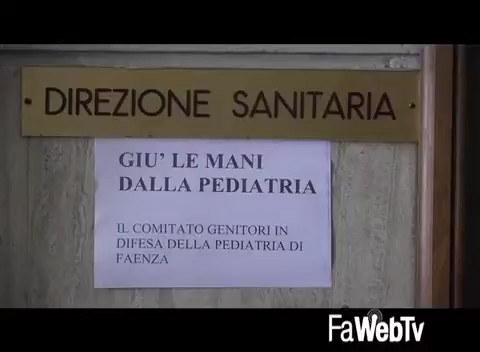 DIREZIONE SANITARIA
GIU' LE MANI
DALLA PEDIATRIA
IL COMITATO GENITORI IN
DIFESA DELLA PEDIATRIA DI
FAENZA
FaWebTv